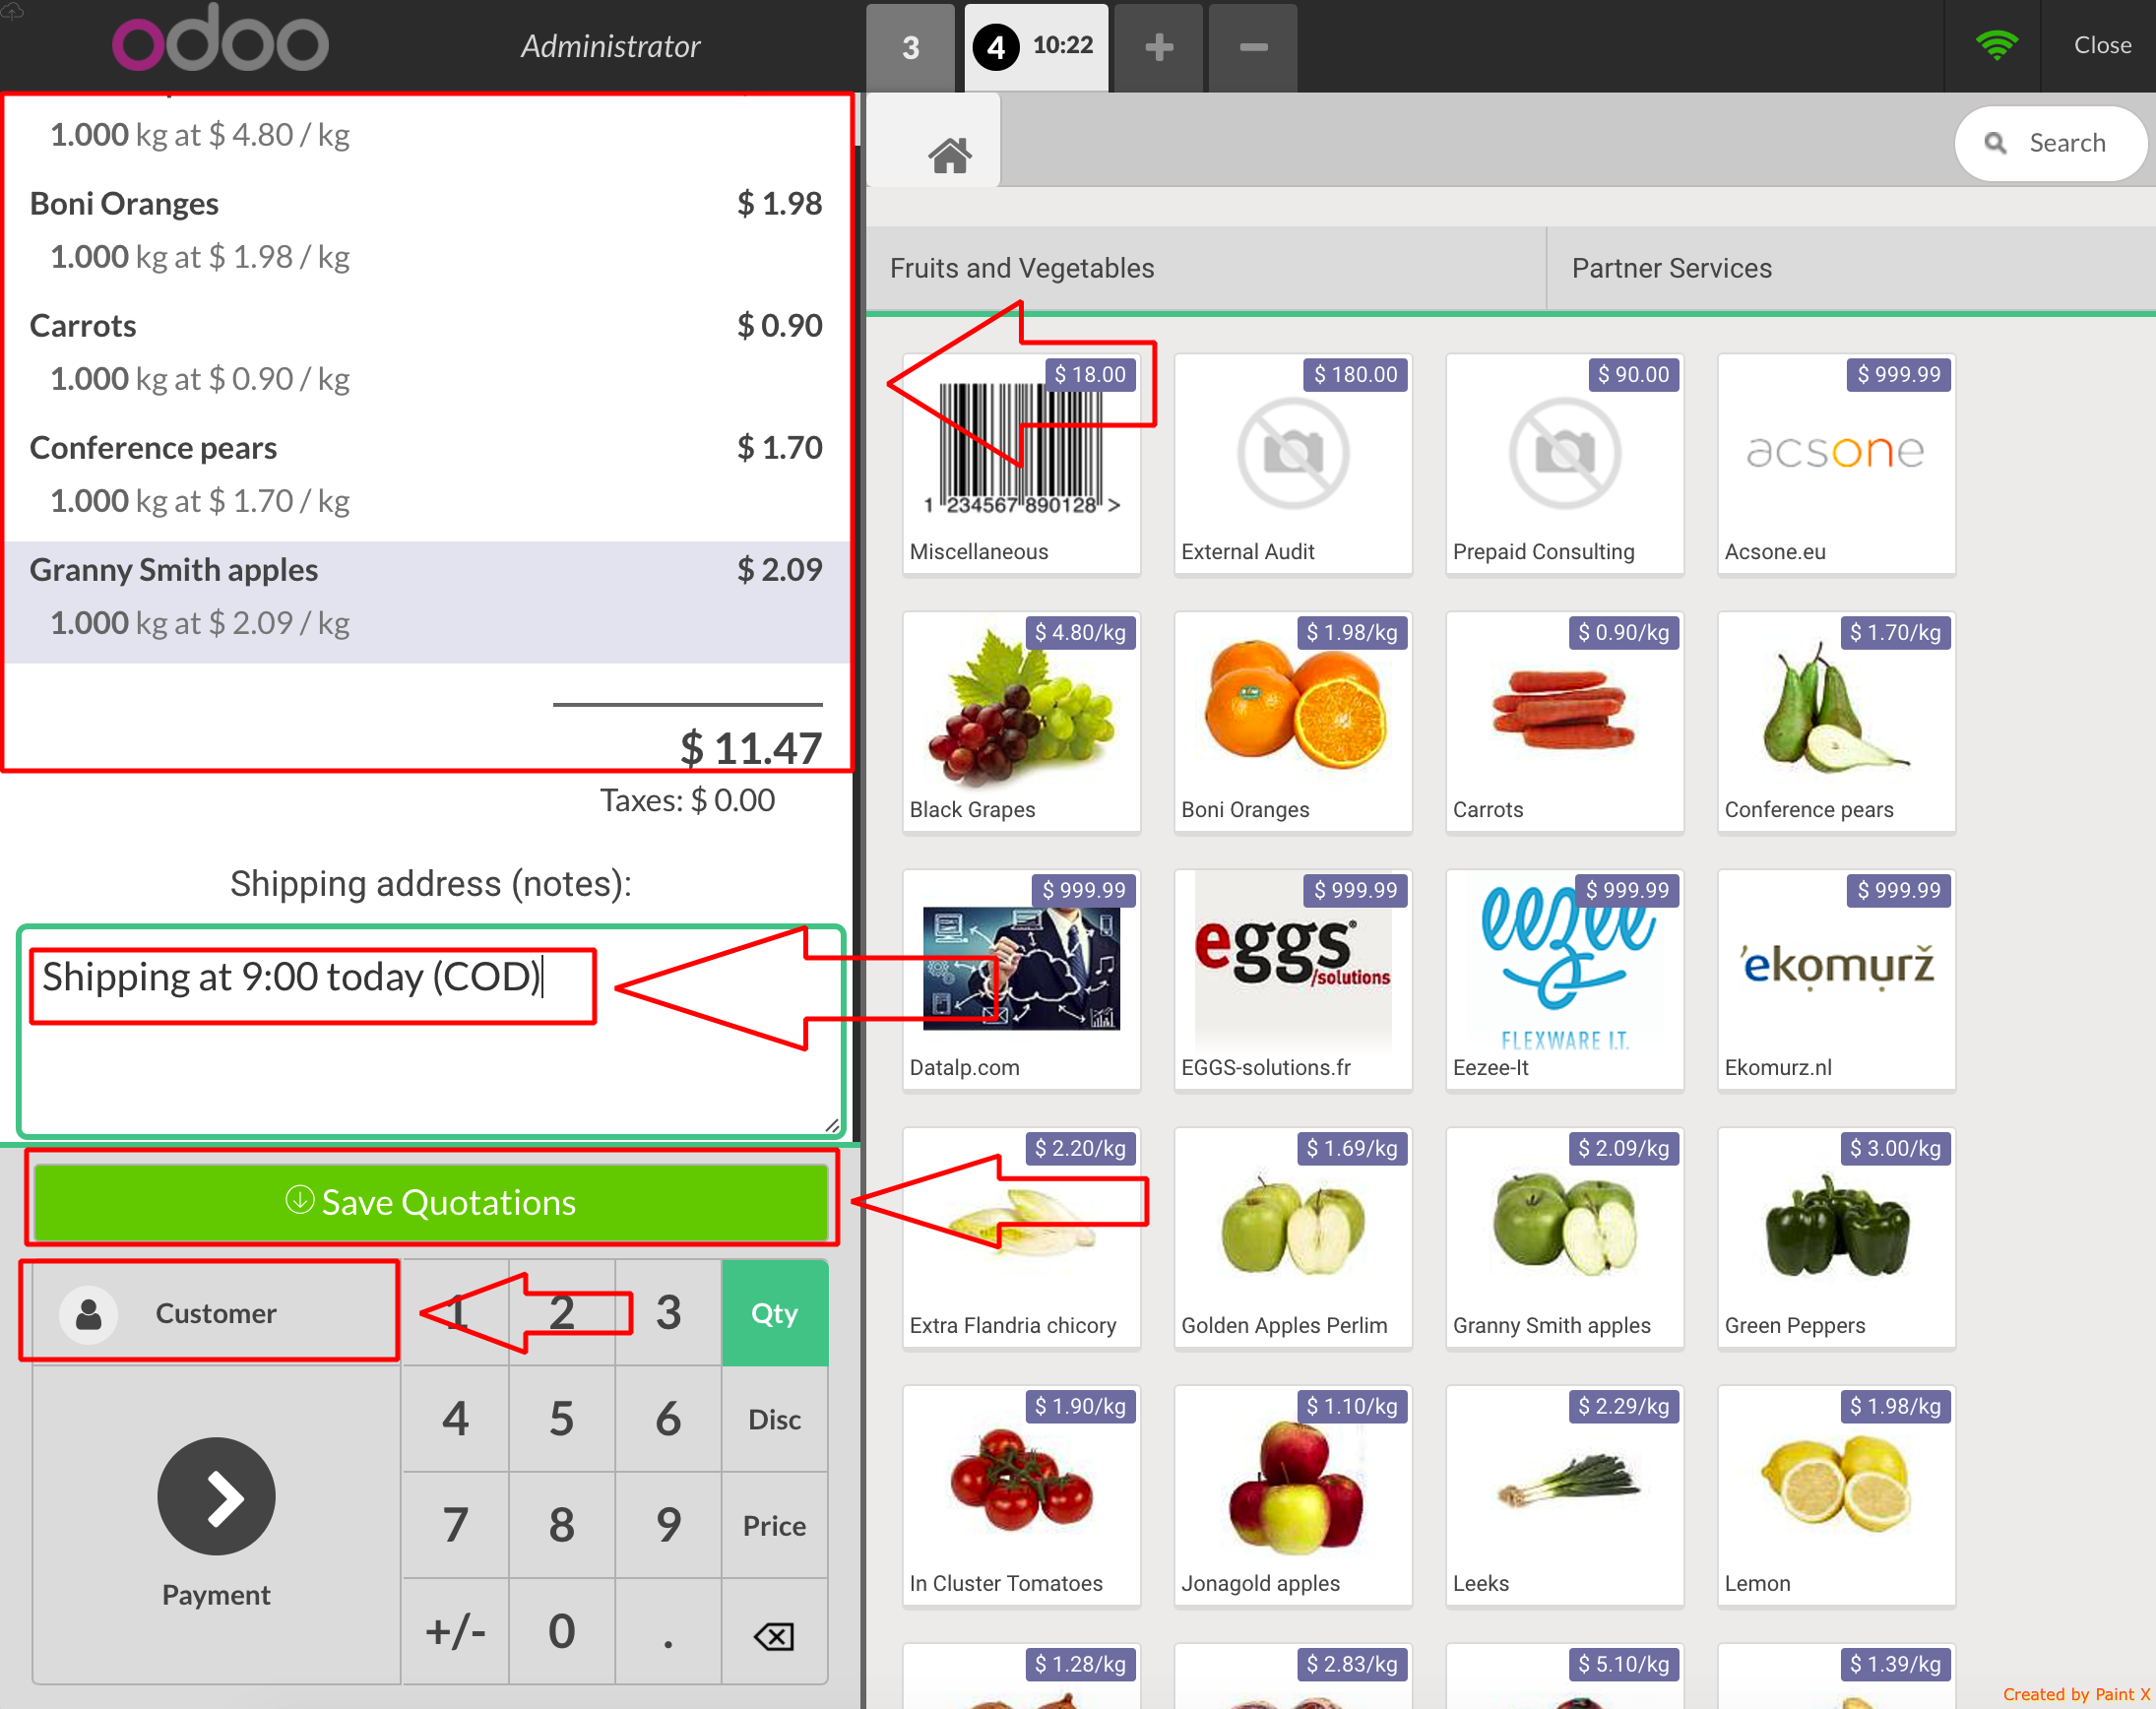 odoo
Administrator
3
4 10:22
+
−
Close
1.000 kg at $ 4.80 / kg
Boni Oranges $ 1.98
1.000 kg at $ 1.98 / kg
Carrots $ 0.90
1.000 kg at $ 0.90 / kg
Conference pears $ 1.70
1.000 kg at $ 1.70 / kg
Granny Smith apples $ 2.09
1.000 kg at $ 2.09 / kg
$ 11.47
Taxes: $ 0.00
Shipping address (notes):
Shipping at 9:00 today (COD)
Save Quotations
Customer
1 2 3 Qty
4 5 6 Disc
7 8 9 Price
+/- 0 .
Payment
Search
Fruits and Vegetables
Partner Services
$ 18.00
1 234567 890128 >
Miscellaneous
$ 180.00
External Audit
$ 90.00
Prepaid Consulting
$ 999.99
acsone
Acsone.eu
$ 4.80/kg
Black Grapes
$ 1.98/kg
Boni Oranges
$ 0.90/kg
Carrots
$ 1.70/kg
Conference pears
$ 999.99
Datalp.com
$ 999.99
eggs
/solutions
EGGS-solutions.fr
$ 999.99
eezee
FLEXWARE I.T.
Eezee-It
$ 999.99
'ekomurž
Ekomurz.nl
$ 2.20/kg
Extra Flandria chicory
$ 1.69/kg
Golden Apples Perlim
$ 2.09/kg
Granny Smith apples
$ 3.00/kg
Green Peppers
$ 1.90/kg
In Cluster Tomatoes
$ 1.10/kg
Jonagold apples
$ 2.29/kg
Leeks
$ 1.98/kg
Lemon
$ 1.28/kg
$ 2.83/kg
$ 5.10/kg
$ 1.39/kg
Created by Paint X